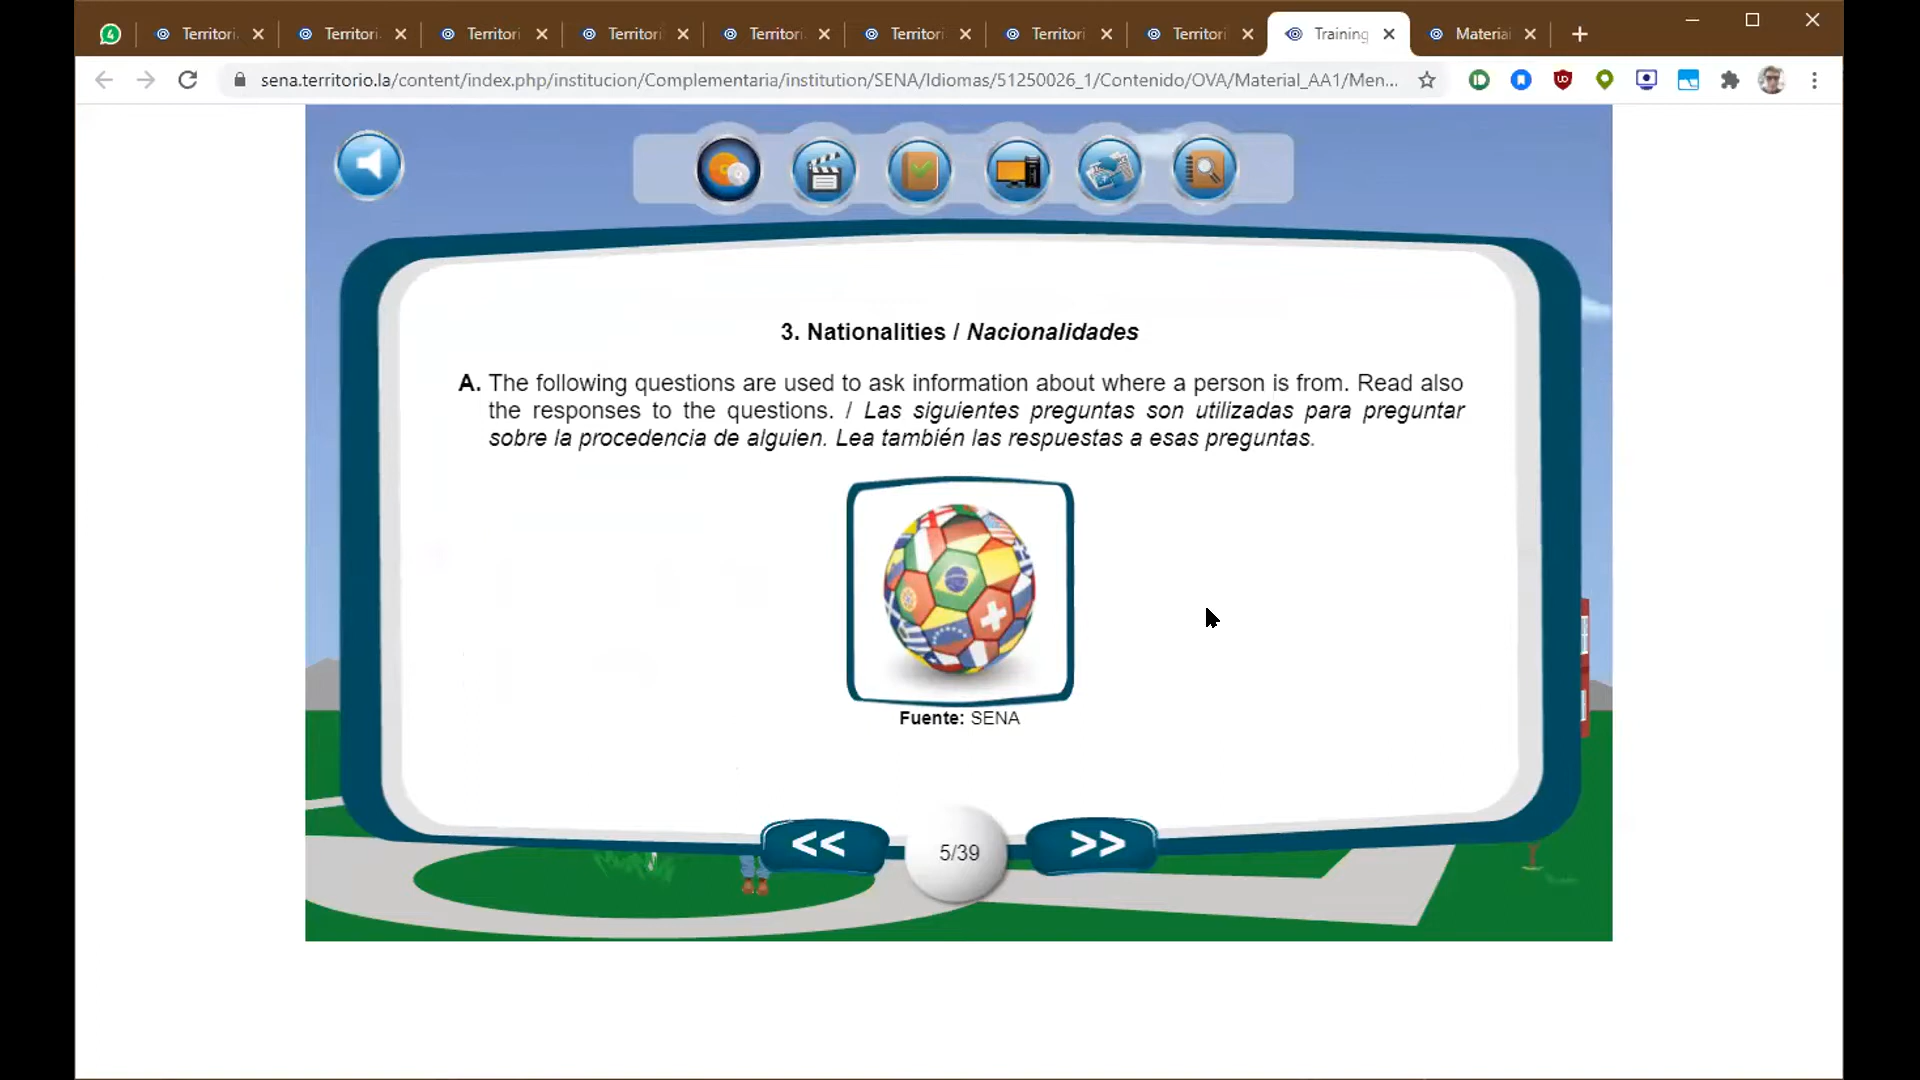 4 Territori Territori Territori Territori Territori Territori Territori Territori Training Materia
sena.territorio.la/content/index.php/institucion/Complementaria/institution/SENA/Idiomas/51250026_1/Contenido/OVA/Material_AA1/Men...
3. Nationalities / Nacionalidades
A. The following questions are used to ask information about where a person is from. Read also
the responses to the questions. / Las siguientes preguntas son utilizadas para preguntar
sobre la procedencia de alguien. Lea también las respuestas a esas preguntas.
Fuente: SENA
<< 5/39 >>